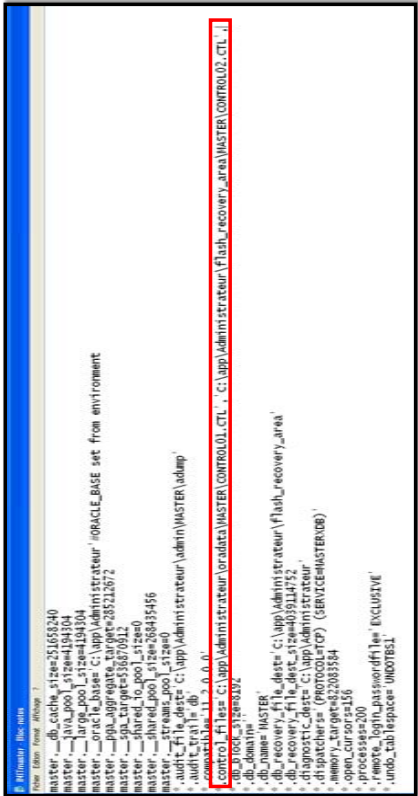 INITmaster - Bloc notes
Fichier Edition Format Affichage ?
master.__db_cache_size=251658240
master.__java_pool_size=4194304
master.__large_pool_size=4194304
master.__oracle_base='C:\app\Administrateur'#ORACLE_BASE set from environment
master.__pga_aggregate_target=285212672
master.__sga_target=536870912
master.__shared_io_pool_size=0
master.__shared_pool_size=268435456
master.__streams_pool_size=0
*.audit_file_dest='C:\app\Administrateur\admin\MASTER\adump'
*.audit_trail='db'
*.compatible='11.2.0.0.0'
*.control_files='C:\app\Administrateur\oradata\MASTER\CONTROL01.CTL','C:\app\Administrateur\flash_recovery_area\MASTER\CONTROL02.CTL',
*.db_block_size=8192
*.db_domain=''
*.db_name='MASTER'
*.db_recovery_file_dest='C:\app\Administrateur\flash_recovery_area'
*.db_recovery_file_dest_size=4039114752
*.diagnostic_dest='C:\app\Administrateur'
*.dispatchers='(PROTOCOL=TCP) (SERVICE=MASTERXDB)'
*.memory_target=822083584
*.open_cursors=156
*.processes=200
*.remote_login_passwordfile='EXCLUSIVE'
*.undo_tablespace='UNDOTBS1'